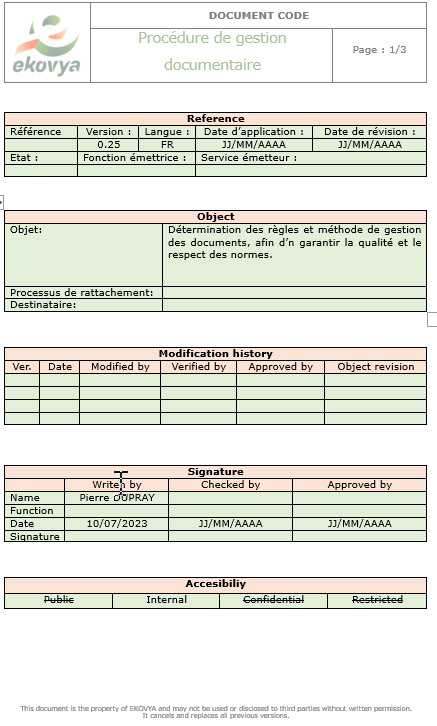 DOCUMENT CODE
ekovya
Procédure de gestion
documentaire
Page : 1/3
Reference
Référence Version : Langue : Date d’application : Date de révision :
0.25 FR JJ/MM/AAAA JJ/MM/AAAA
Etat : Fonction émettrice : Service émetteur :
Object
Objet: Détermination des règles et méthode de gestion
des documents, afin d’n garantir la qualité et le
respect des normes.
Processus de rattachement:
Destinataire:
Modification history
Ver. Date Modified by Verified by Approved by Object revision
Signature
Writen by Checked by Approved by
Name Pierre DUPRAY
Function
Date 10/07/2023 JJ/MM/AAAA JJ/MM/AAAA
Signature
Accesibiliy
Public Internal Confidential Restricted
This document is the property of EKOVYA and may not be used or disclosed to third parties without written permission.
It cancels and replaces all previous versions.